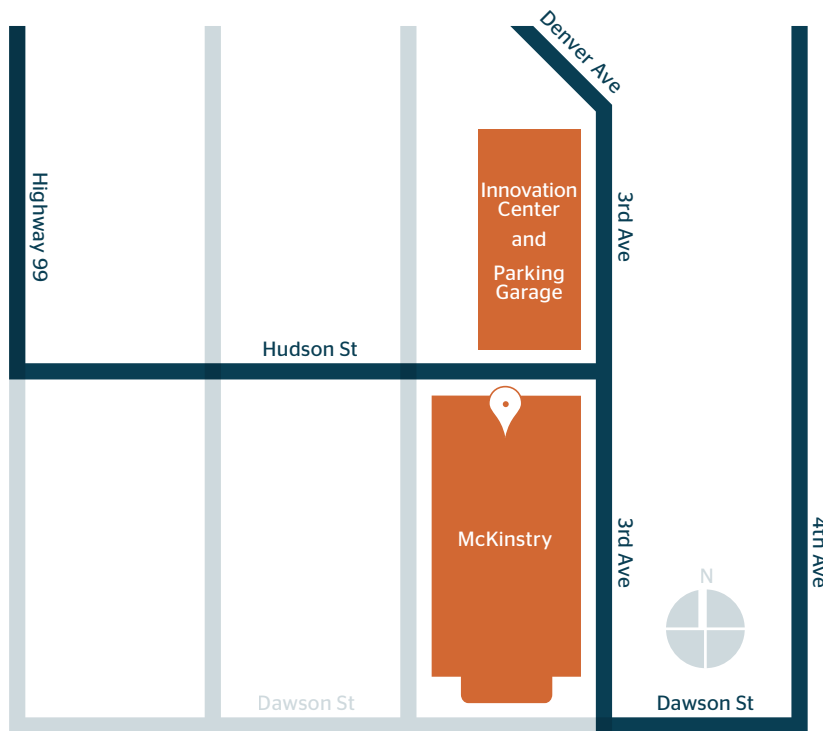 Denver Ave
Highway 99
Innovation
Center
and
Parking
Garage
3rd Ave
Hudson St
McKinstry
3rd Ave
4th Ave
N
Dawson St
Dawson St